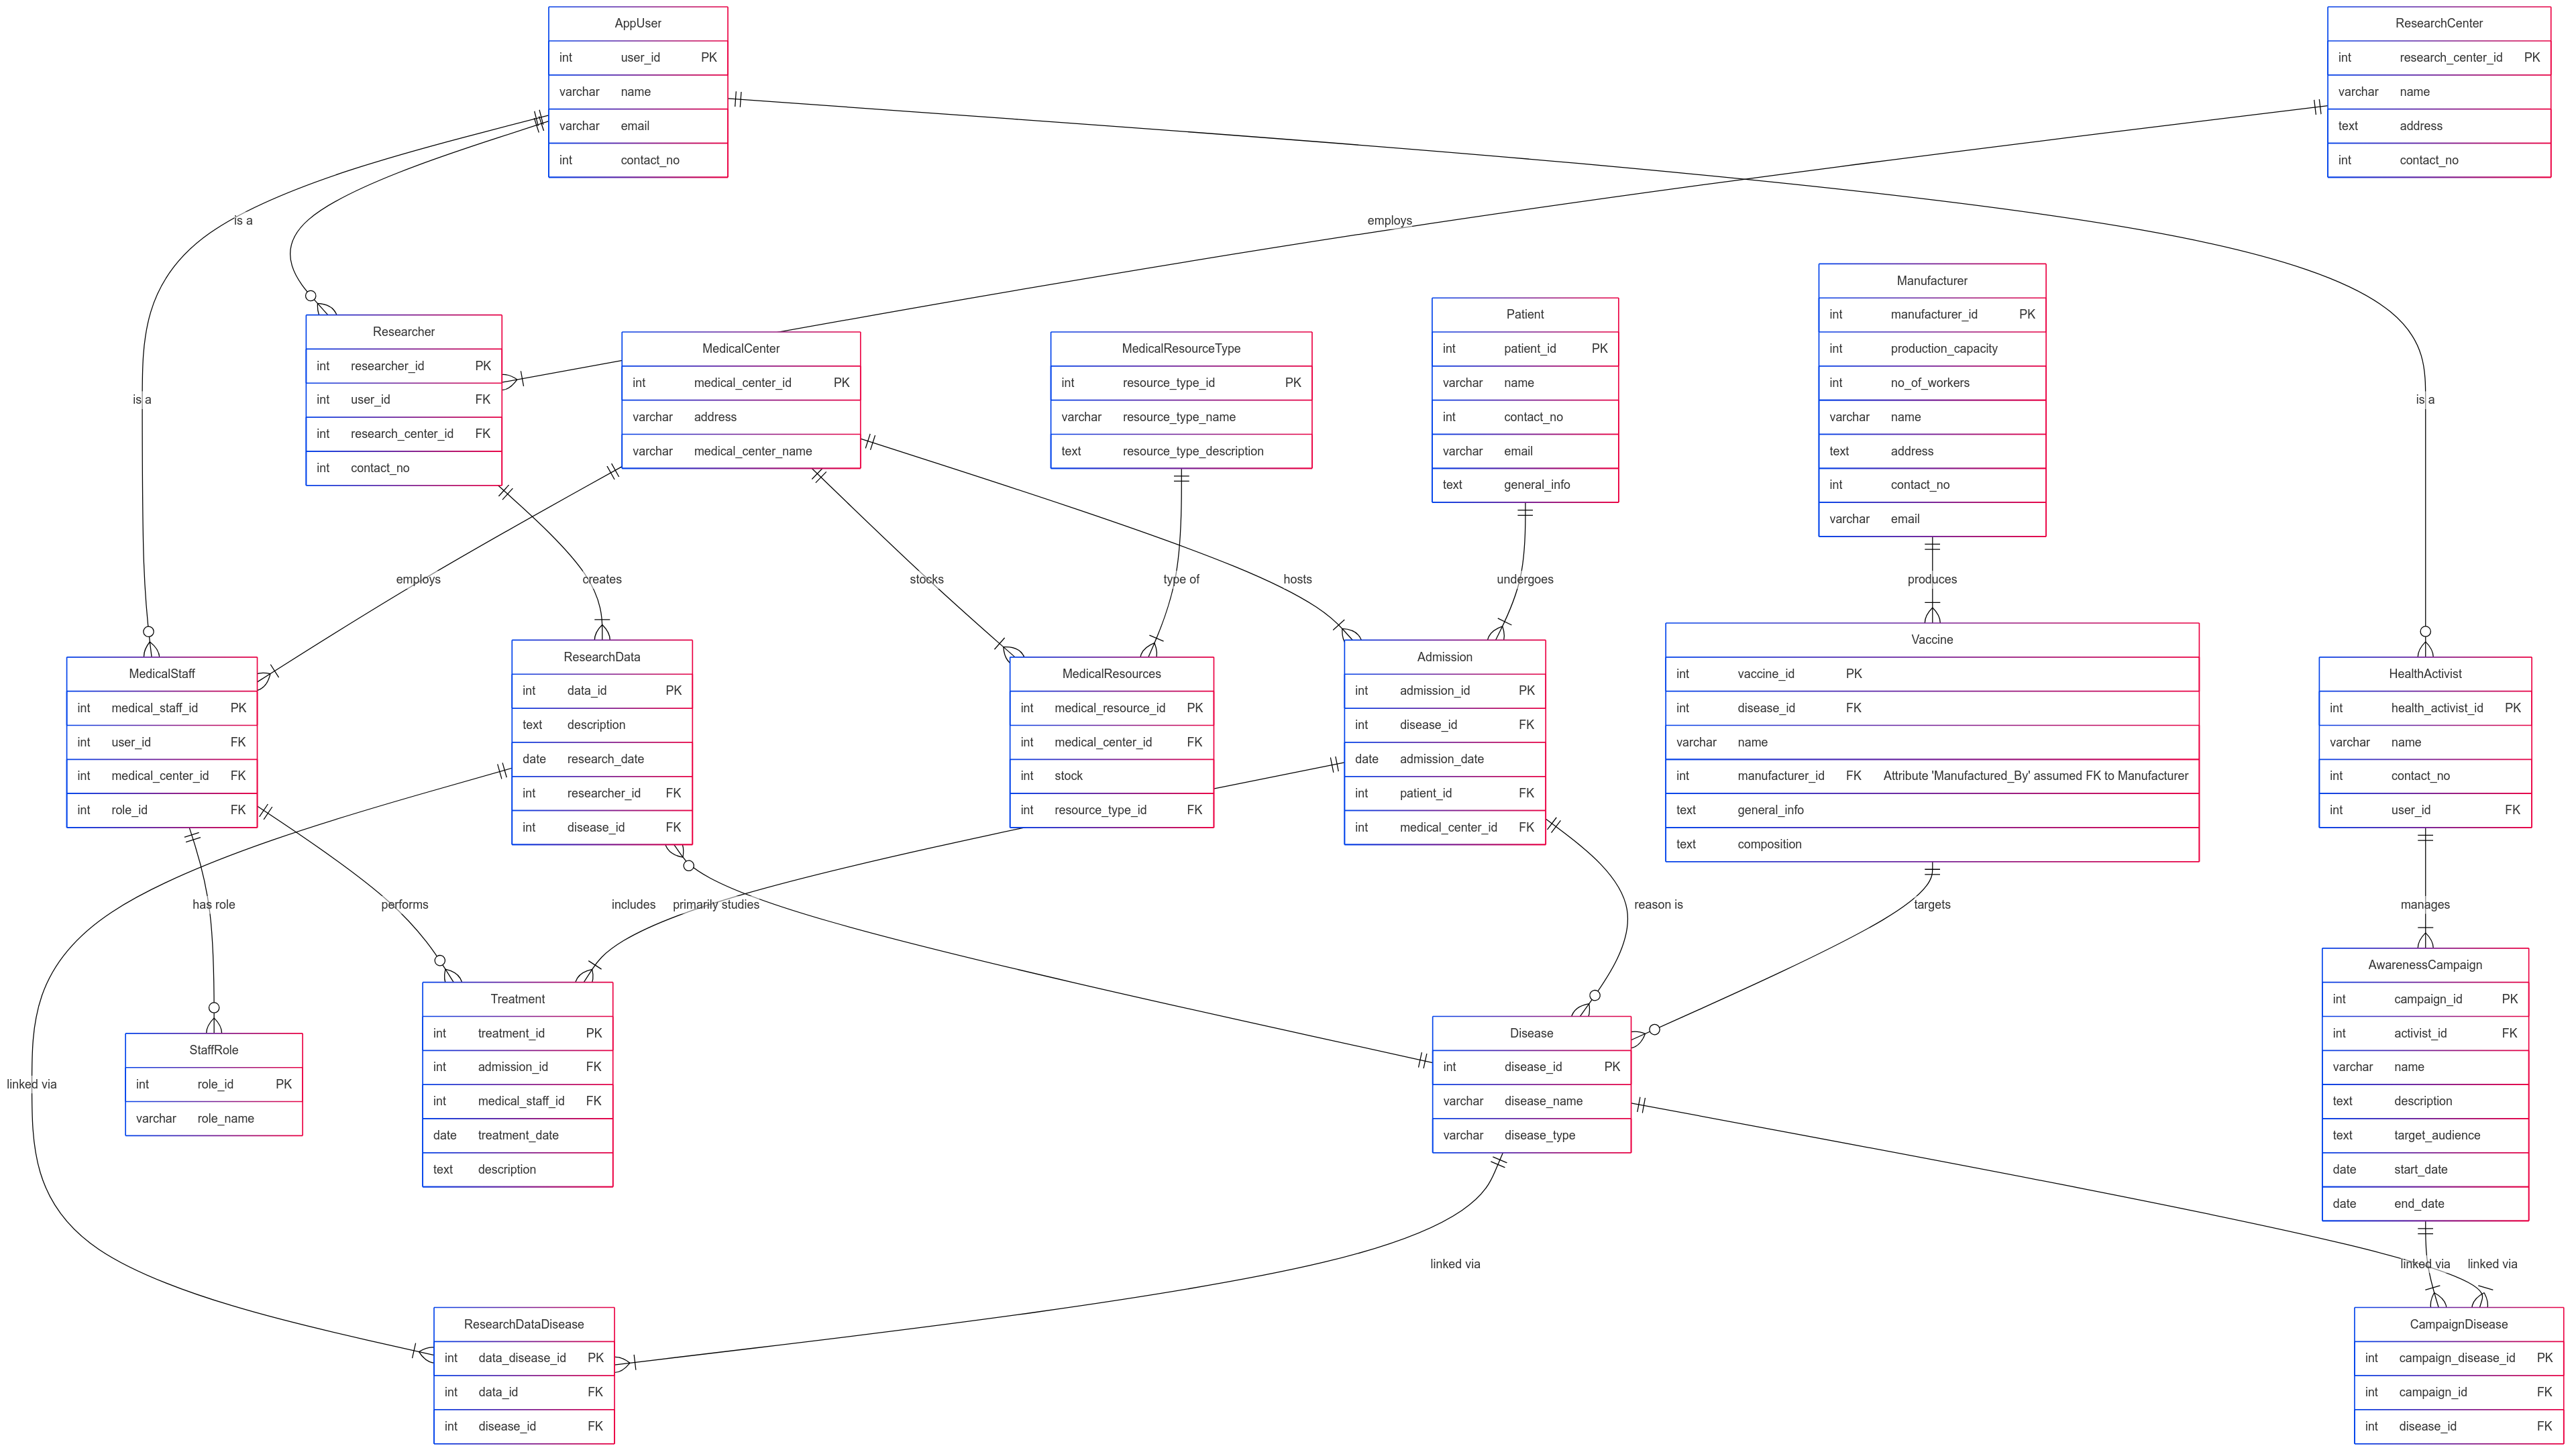 AppUser
int user_id PK
varchar name
varchar email
int contact_no
ResearchCenter
int research_center_id PK
varchar name
text address
int contact_no
is a
employs
Manufacturer
int manufacturer_id PK
int production_capacity
int no_of_workers
varchar name
text address
int contact_no
varchar email
Patient
int patient_id PK
varchar name
int contact_no
varchar email
text general_info
Researcher
int researcher_id PK
int user_id FK
int research_center_id FK
int contact_no
MedicalCenter
int medical_center_id PK
varchar address
varchar medical_center_name
MedicalResourceType
int resource_type_id PK
varchar resource_type_name
text resource_type_description
is a
is a
employs
creates
stocks
type of
hosts
undergoes
produces
MedicalStaff
int medical_staff_id PK
int user_id FK
int medical_center_id FK
int role_id FK
ResearchData
int data_id PK
text description
date research_date
int researcher_id FK
int disease_id FK
MedicalResources
int medical_resource_id PK
int medical_center_id FK
int stock
int resource_type_id FK
Admission
int admission_id PK
int disease_id FK
date admission_date
int patient_id FK
int medical_center_id FK
Vaccine
int vaccine_id PK
int disease_id FK
varchar name
int manufacturer_id FK Attribute 'Manufactured_By' assumed FK to Manufacturer
text general_info
text composition
HealthActivist
int health_activist_id PK
varchar name
int contact_no
int user_id FK
has role
performs
includes
primarily studies
reason is
targets
manages
StaffRole
int role_id PK
varchar role_name
Treatment
int treatment_id PK
int admission_id FK
int medical_staff_id FK
date treatment_date
text description
Disease
int disease_id PK
varchar disease_name
varchar disease_type
AwarenessCampaign
int campaign_id PK
int activist_id FK
varchar name
text description
text target_audience
date start_date
date end_date
linked via
linked via
linked via
linked via
ResearchDataDisease
int data_disease_id PK
int data_id FK
int disease_id FK
CampaignDisease
int campaign_disease_id PK
int campaign_id FK
int disease_id FK